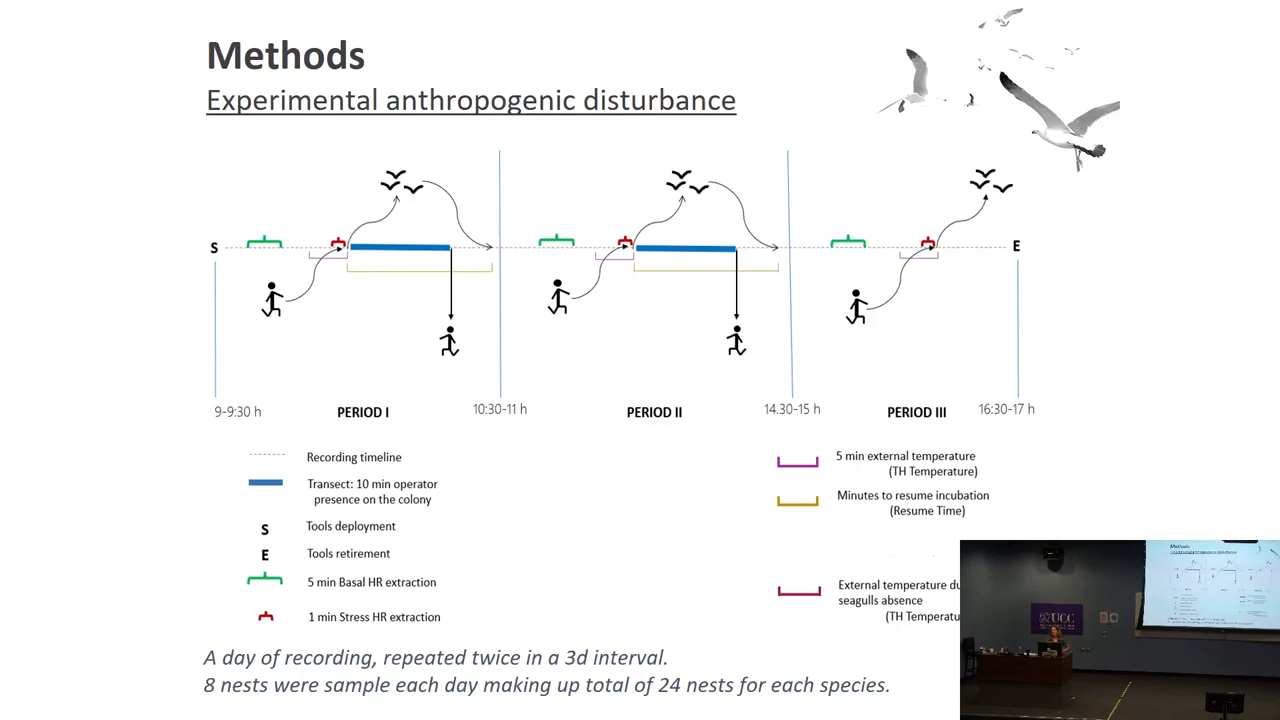 Methods
Experimental anthropogenic disturbance
S
E
9-9:30 h
PERIOD I
10:30-11 h
PERIOD II
14.30-15 h
PERIOD III
16:30-17 h
Recording timeline
Transect: 10 min operator
presence on the colony
S
Tools deployment
E
Tools retirement
5 min Basal HR extraction
1 min Stress HR extraction
5 min external temperature
(TH Temperature)
Minutes to resume incubation
(Resume Time)
External temperature du
seagulls absence
(TH Temperatu
A day of recording, repeated twice in a 3d interval.
8 nests were sample each day making up total of 24 nests for each species.
UCC
Methods